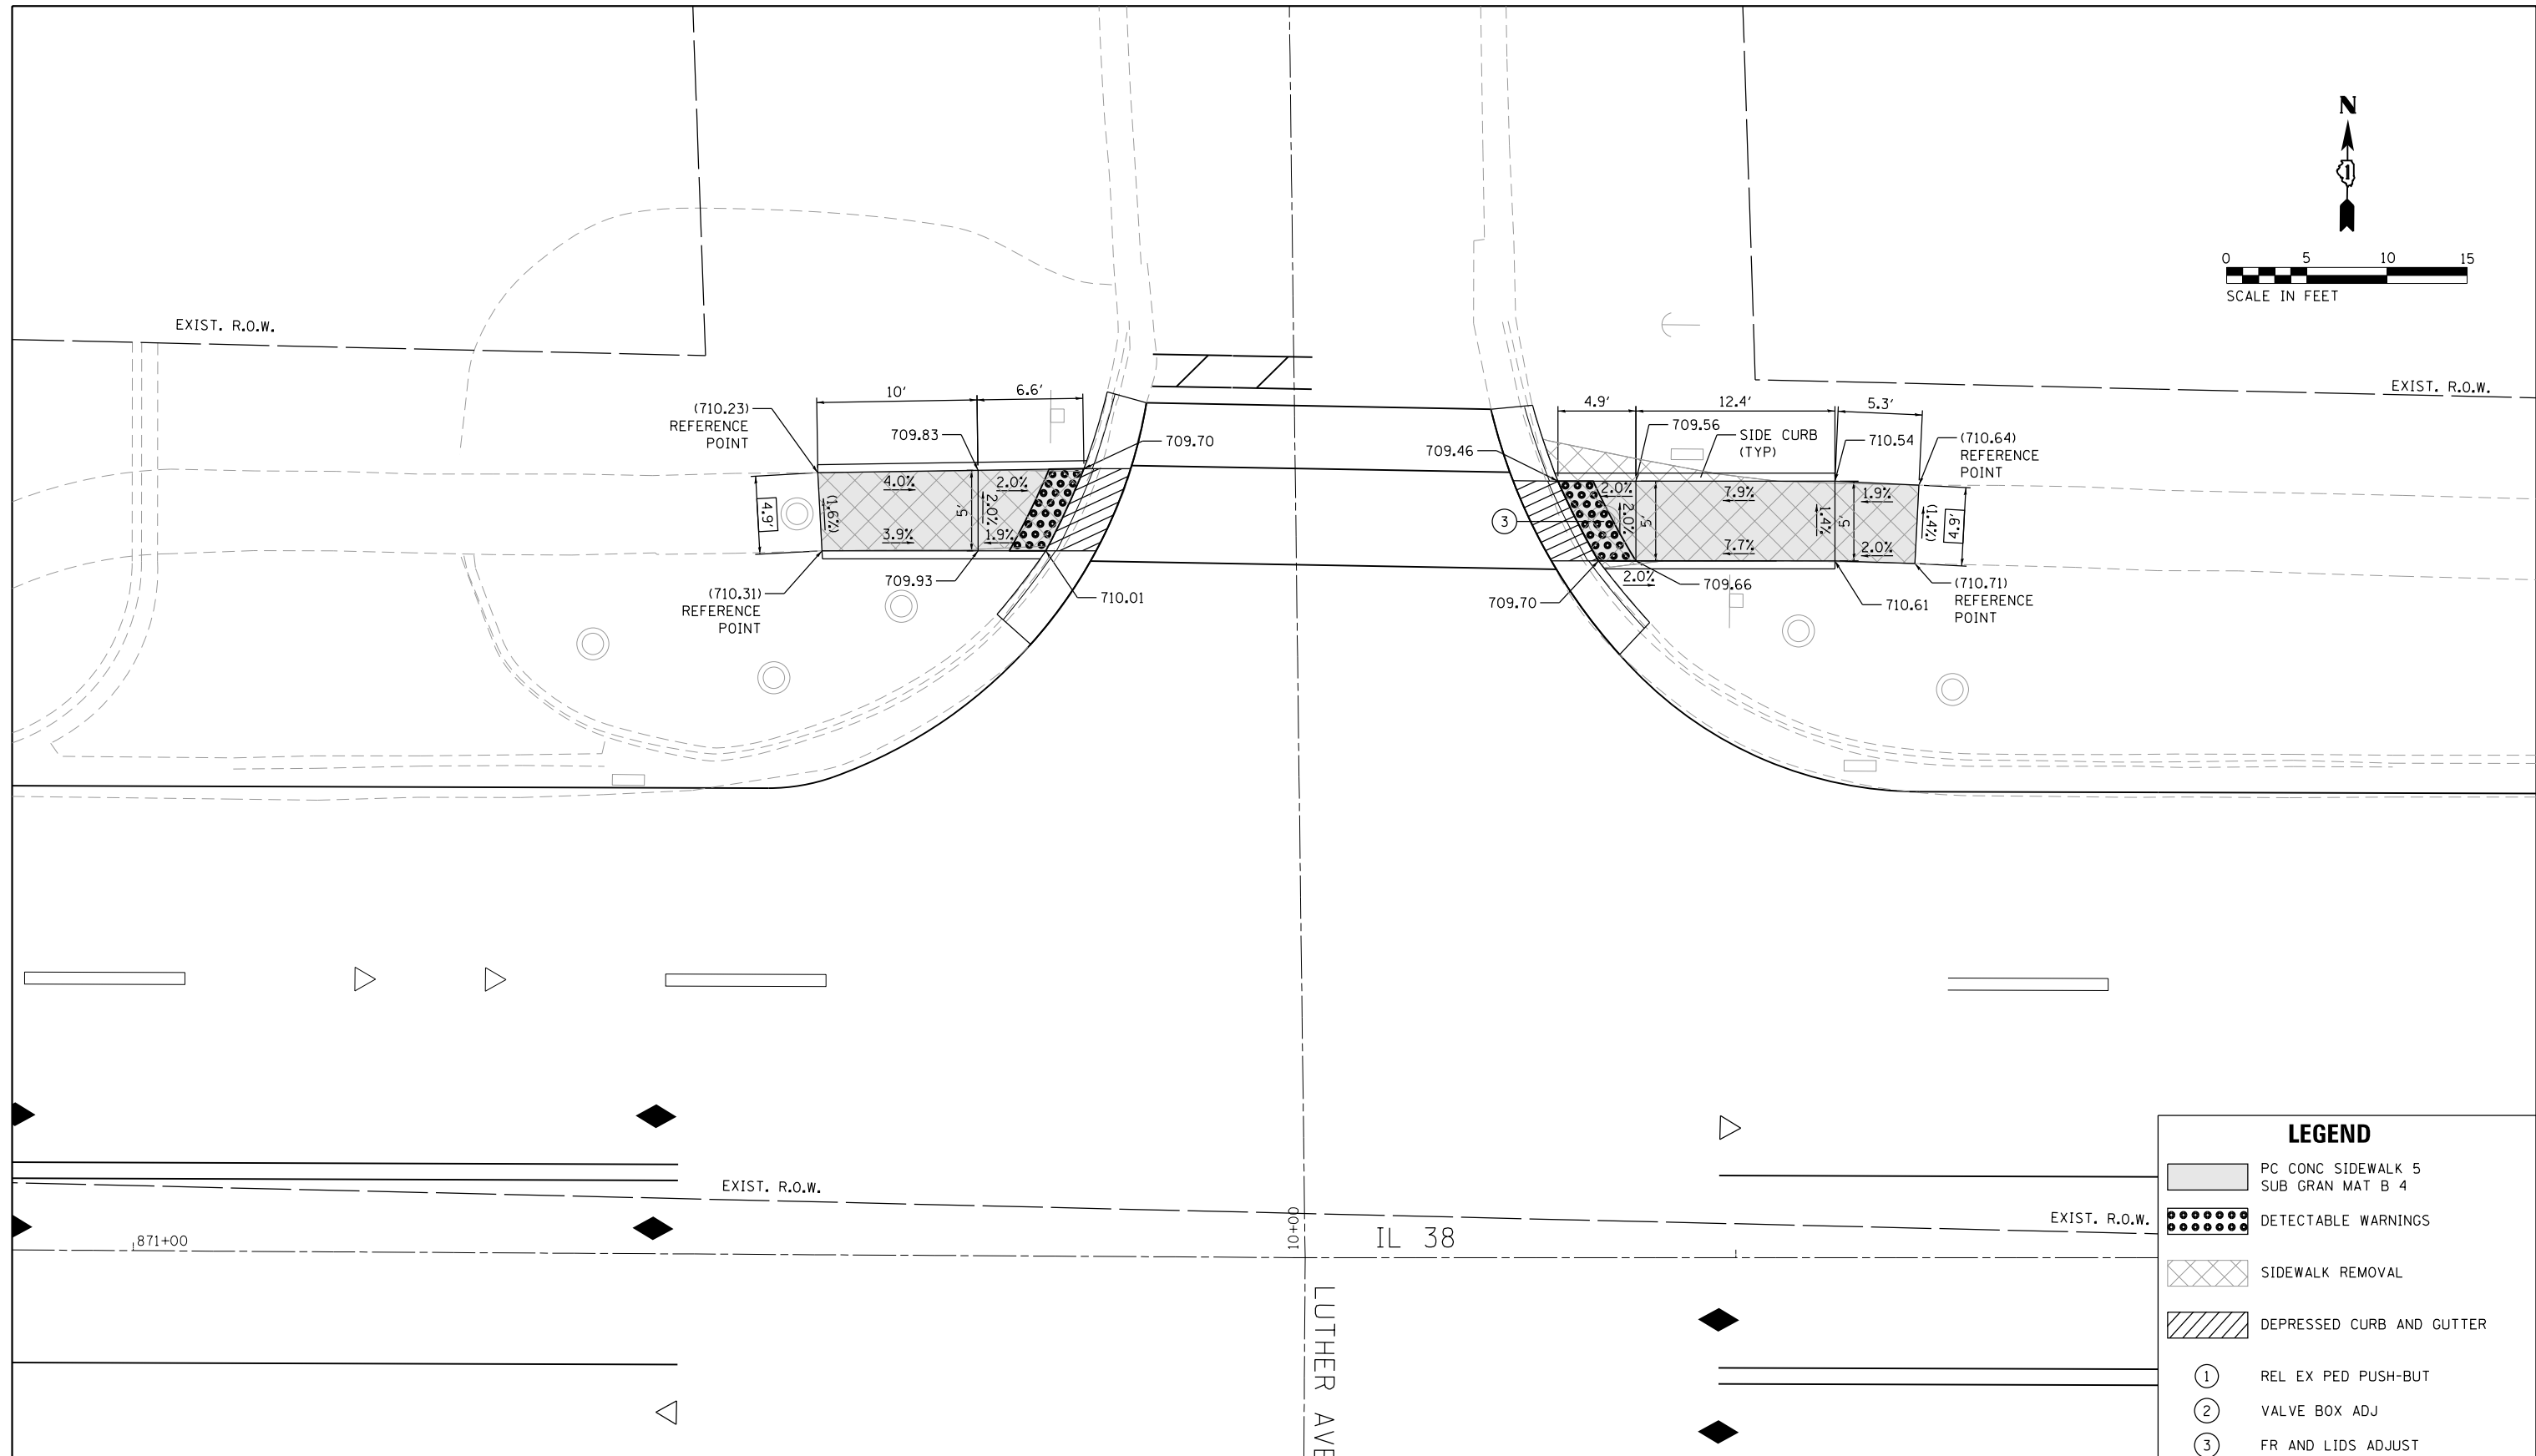 N
1
0 5 10 15
SCALE IN FEET
EXIST. R.O.W.
EXIST. R.O.W.
10'
6.6'
(710.23)
REFERENCE
POINT
709.83
709.70
4.0%
2.0%
4.9'
(1.6%)
5'
2.0%
3.9%
1.9%
709.93
710.01
(710.31)
REFERENCE
POINT
4.9'
12.4'
5.3'
709.56
SIDE CURB
(TYP)
710.54
(710.64)
REFERENCE
POINT
709.46
2.0%
7.9%
1.9%
3
2.0%
5'
1.4%
5'
(1.4%)
4.9'
7.7%
2.0%
2.0%
709.66
709.70
710.61
(710.71)
REFERENCE
POINT
EXIST. R.O.W.
EXIST. R.O.W.
871+00
10+00
IL 38
LUTHER AVE
LEGEND
PC CONC SIDEWALK 5
SUB GRAN MAT B 4
DETECTABLE WARNINGS
SIDEWALK REMOVAL
DEPRESSED CURB AND GUTTER
1 REL EX PED PUSH-BUT
2 VALVE BOX ADJ
3 FR AND LIDS ADJUST